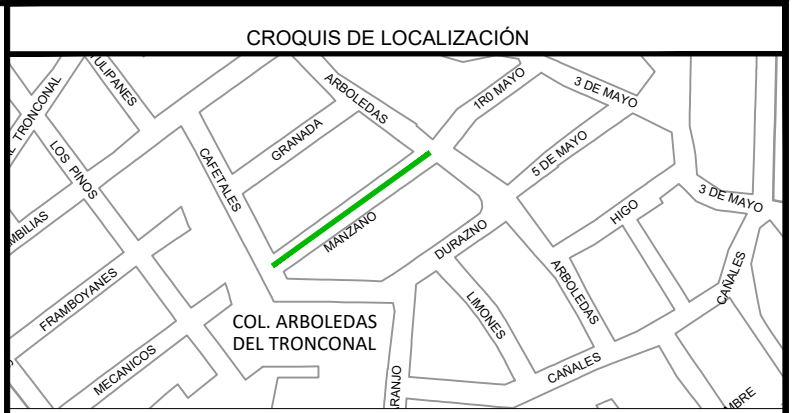 CROQUIS DE LOCALIZACIÓN
TULIPANES
TRONCONAL
ARBOLEDAS
1R0 MAYO
3 DE MAYO
GRANADA
LOS PINOS
CAFETALES
5 DE MAYO
3 DE MAYO
HIGO
MANZANO
DURAZNO
FRAMBOYANES
LIMONES
ARBOLEDAS
CAÑALES
COL. ARBOLEDAS
DEL TRONCONAL
MECANICOS
CAÑALES